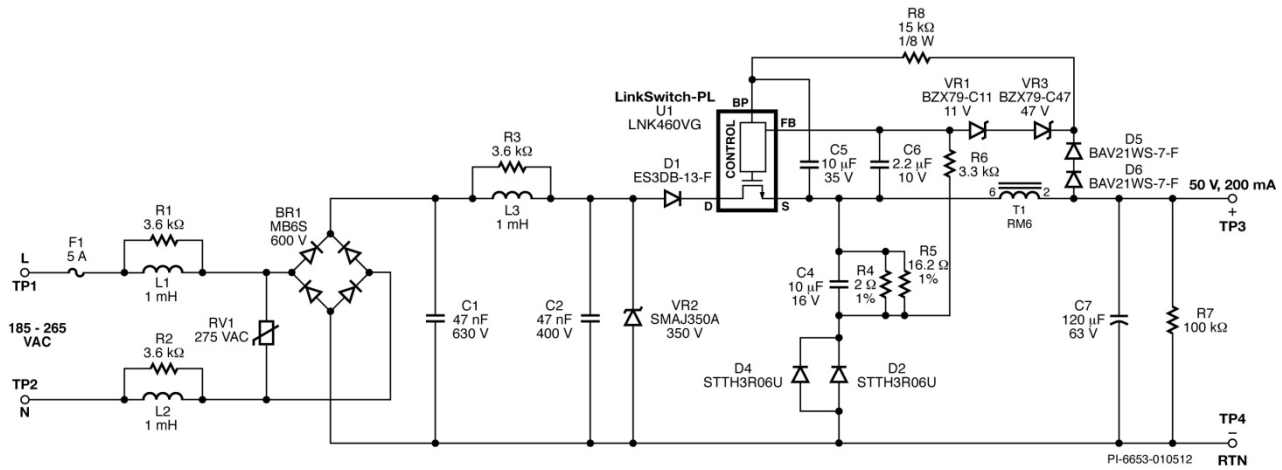 R8
15 kΩ
1/8 W
LinkSwitch-PL
U1
LNK460VG
BP
FB
CONTROL
D
S
VR1
BZX79-C11
11 V
VR3
BZX79-C47
47 V
R3
3.6 kΩ
L3
1 mH
D1
ES3DB-13-F
C5
10 µF
35 V
C6
2.2 µF
10 V
R6
3.3 kΩ
D5
BAV21WS-7-F
D6
BAV21WS-7-F
50 V, 200 mA
+
TP3
6
2
T1
RM6
R1
3.6 kΩ
BR1
MB6S
600 V
F1
5 A
L
TP1
L1
1 mH
185 - 265
VAC
RV1
275 VAC
R2
3.6 kΩ
TP2
N
L2
1 mH
C1
47 nF
630 V
C2
47 nF
400 V
VR2
SMAJ350A
350 V
C4
10 µF
16 V
R4
2 Ω
1%
R5
16.2 Ω
1%
D4
STTH3R06U
D2
STTH3R06U
C7
120 µF
63 V
R7
100 kΩ
TP4
–
RTN
PI-6653-010512